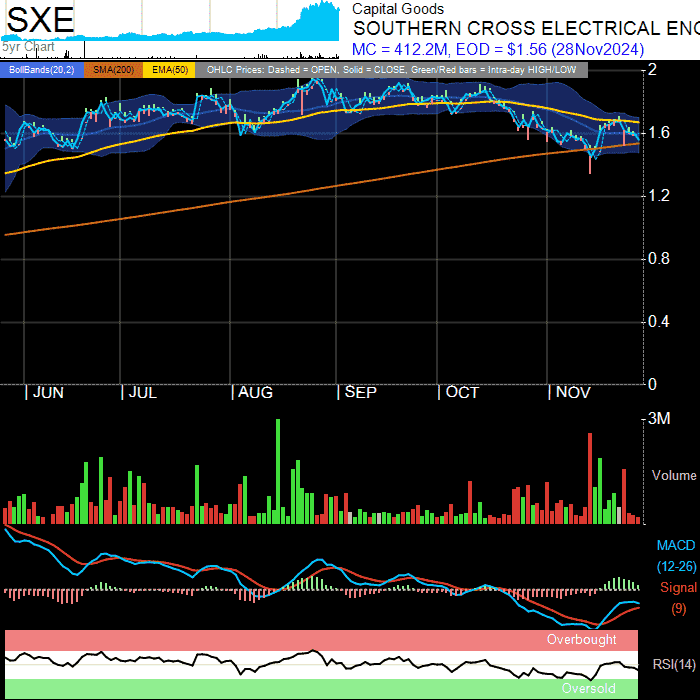 SXE
5yr Chart
Capital Goods
SOUTHERN CROSS ELECTRICAL ENG
MC = 412.2M, EOD = $1.56 (28Nov2024)
BollBands(20,2) SMA(200) EMA(50) OHLC Prices: Dashed = OPEN, Solid = CLOSE, Green/Red bars = Intra-day HIGH/LOW
2
1.6
1.2
0.8
0.4
0
JUN JUL AUG SEP OCT NOV
3M
Volume
MACD
(12-26)
Signal
(9)
Overbought
RSI(14)
Oversold